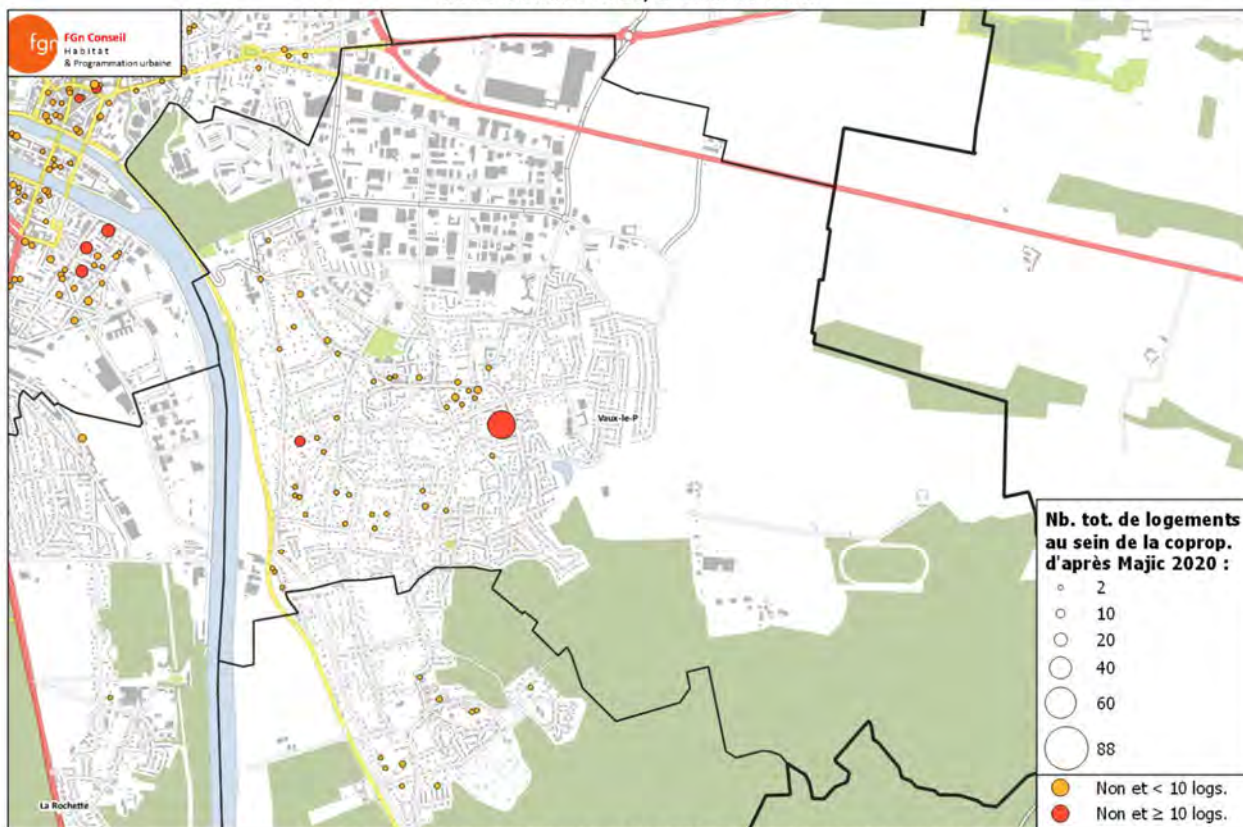 fgn
FGn Conseil
Habitat
& Programmation urbaine
Vaux-le-P
La Rochette
Nb. tot. de logements
au sein de la coprop.
d'après Majic 2020 :
2
10
20
40
60
88
Non et < 10 logs.
Non et ≥ 10 logs.